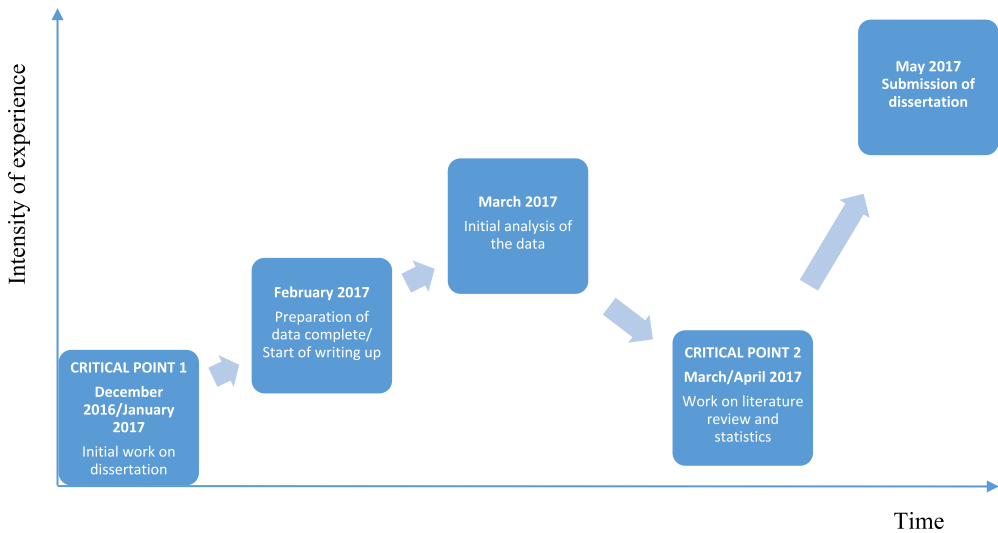 Intensity of experience
CRITICAL POINT 1
December
2016/January
2017
Initial work on
dissertation
February 2017
Preparation of
data complete/
Start of writing up
March 2017
Initial analysis of
the data
CRITICAL POINT 2
March/April 2017
Work on literature
review and
statistics
May 2017
Submission of
dissertation
Time